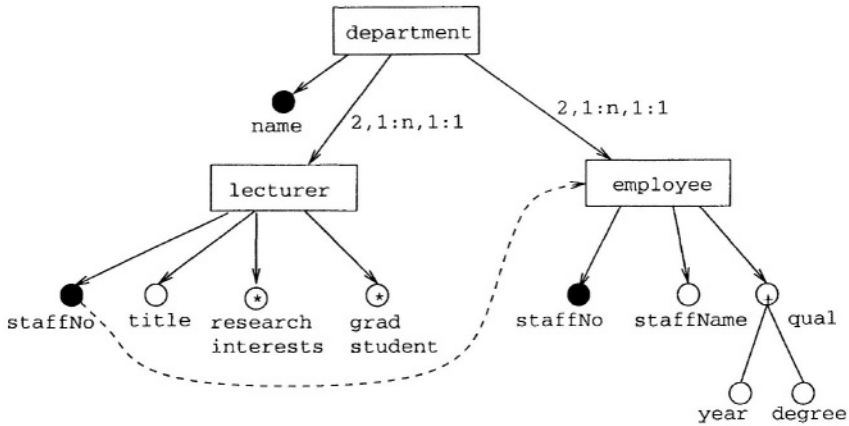 department
name
2,1:n,1:1
2,1:n,1:1
lecturer
employee
staffNo
title
*
research
interests
*
grad
student
staffNo
staffName
+
qual
year
degree